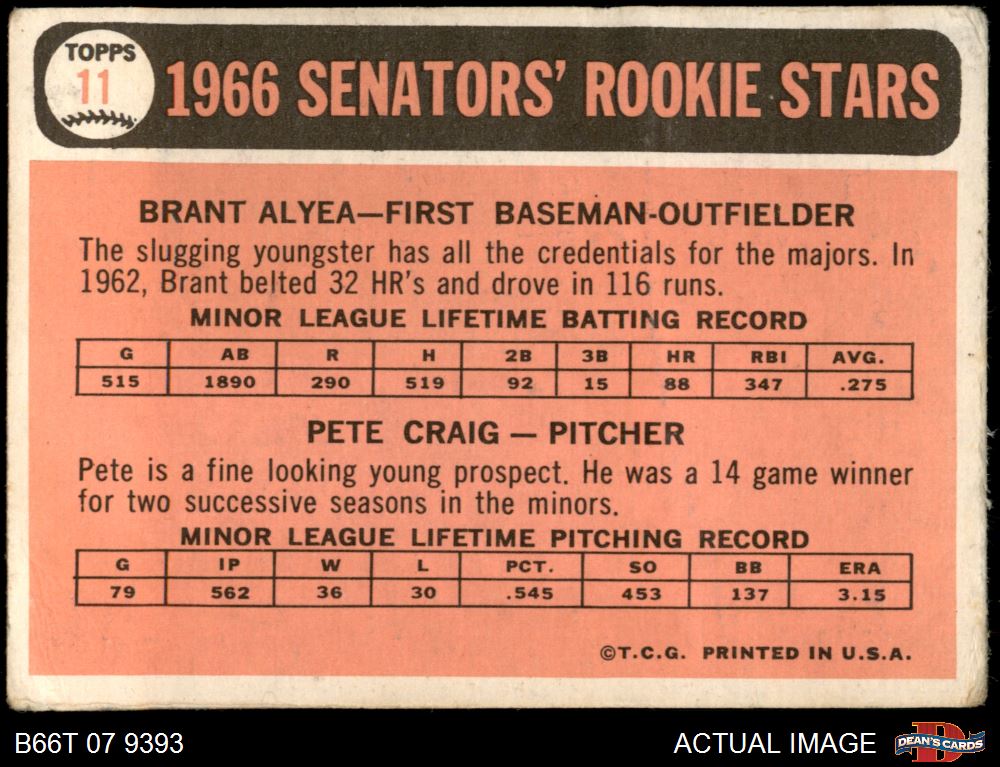 TOPPS
11
1966 SENATORS' ROOKIE STARS
BRANT ALYEA—FIRST BASEMAN-OUTFIELDER
The slugging youngster has all the credentials for the majors. In
1962, Brant belted 32 HR's and drove in 116 runs.
MINOR LEAGUE LIFETIME BATTING RECORD
G AB R H 2B 3B HR RBI AVG.
515 1890 290 519 92 15 88 347 .275
PETE CRAIG — PITCHER
Pete is a fine looking young prospect. He was a 14 game winner
for two successive seasons in the minors.
MINOR LEAGUE LIFETIME PITCHING RECORD
G IP W L PCT. SO BB ERA
79 562 36 30 .545 453 137 3.15
©T.C.G. PRINTED IN U.S.A.
B66T 07 9393
ACTUAL IMAGE
D
DEAN'S CARDS